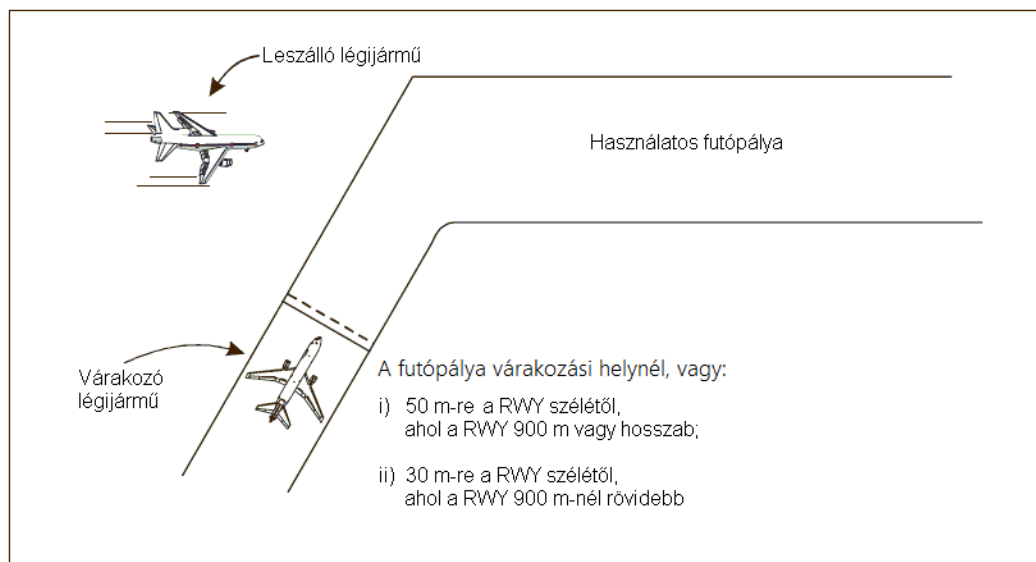 Leszálló légijármű
Használatos futópálya
Várakozó
légijármű
A futópálya várakozási helynél, vagy:
i) 50 m-re a RWY szélétől,
ahol a RWY 900 m vagy hosszab;
ii) 30 m-re a RWY szélétől,
ahol a RWY 900 m-nél rövidebb